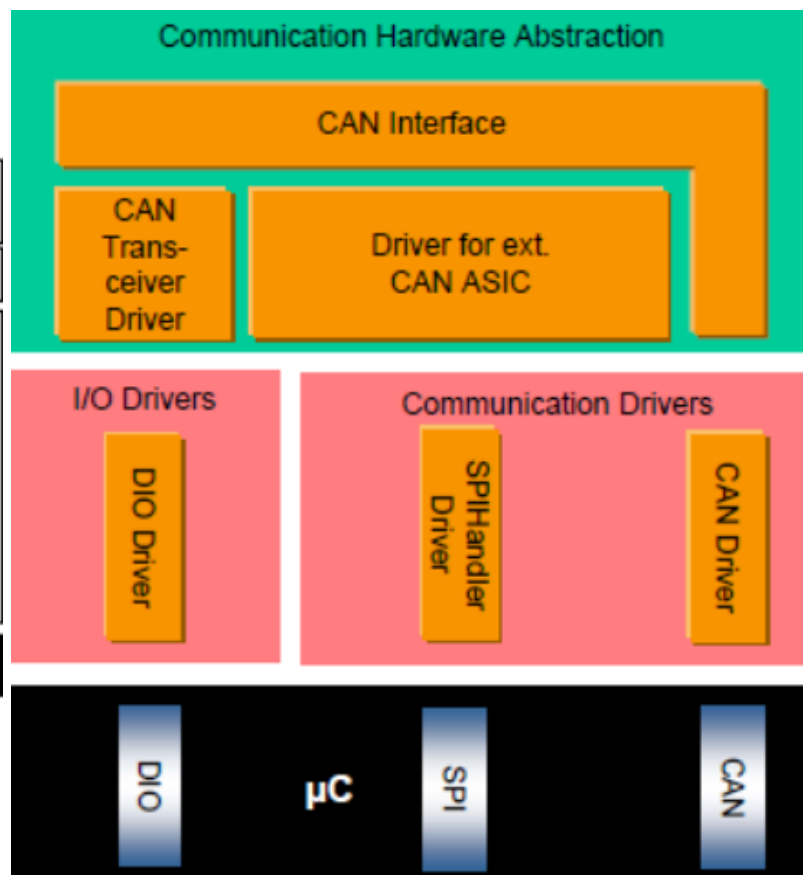 Communication Hardware Abstraction
CAN Interface
CAN
Trans-
ceiver
Driver
Driver for ext.
CAN ASIC
I/O Drivers
Communication Drivers
DIO Driver
SPIHandler
Driver
CAN Driver
DIO
µC
SPI
CAN